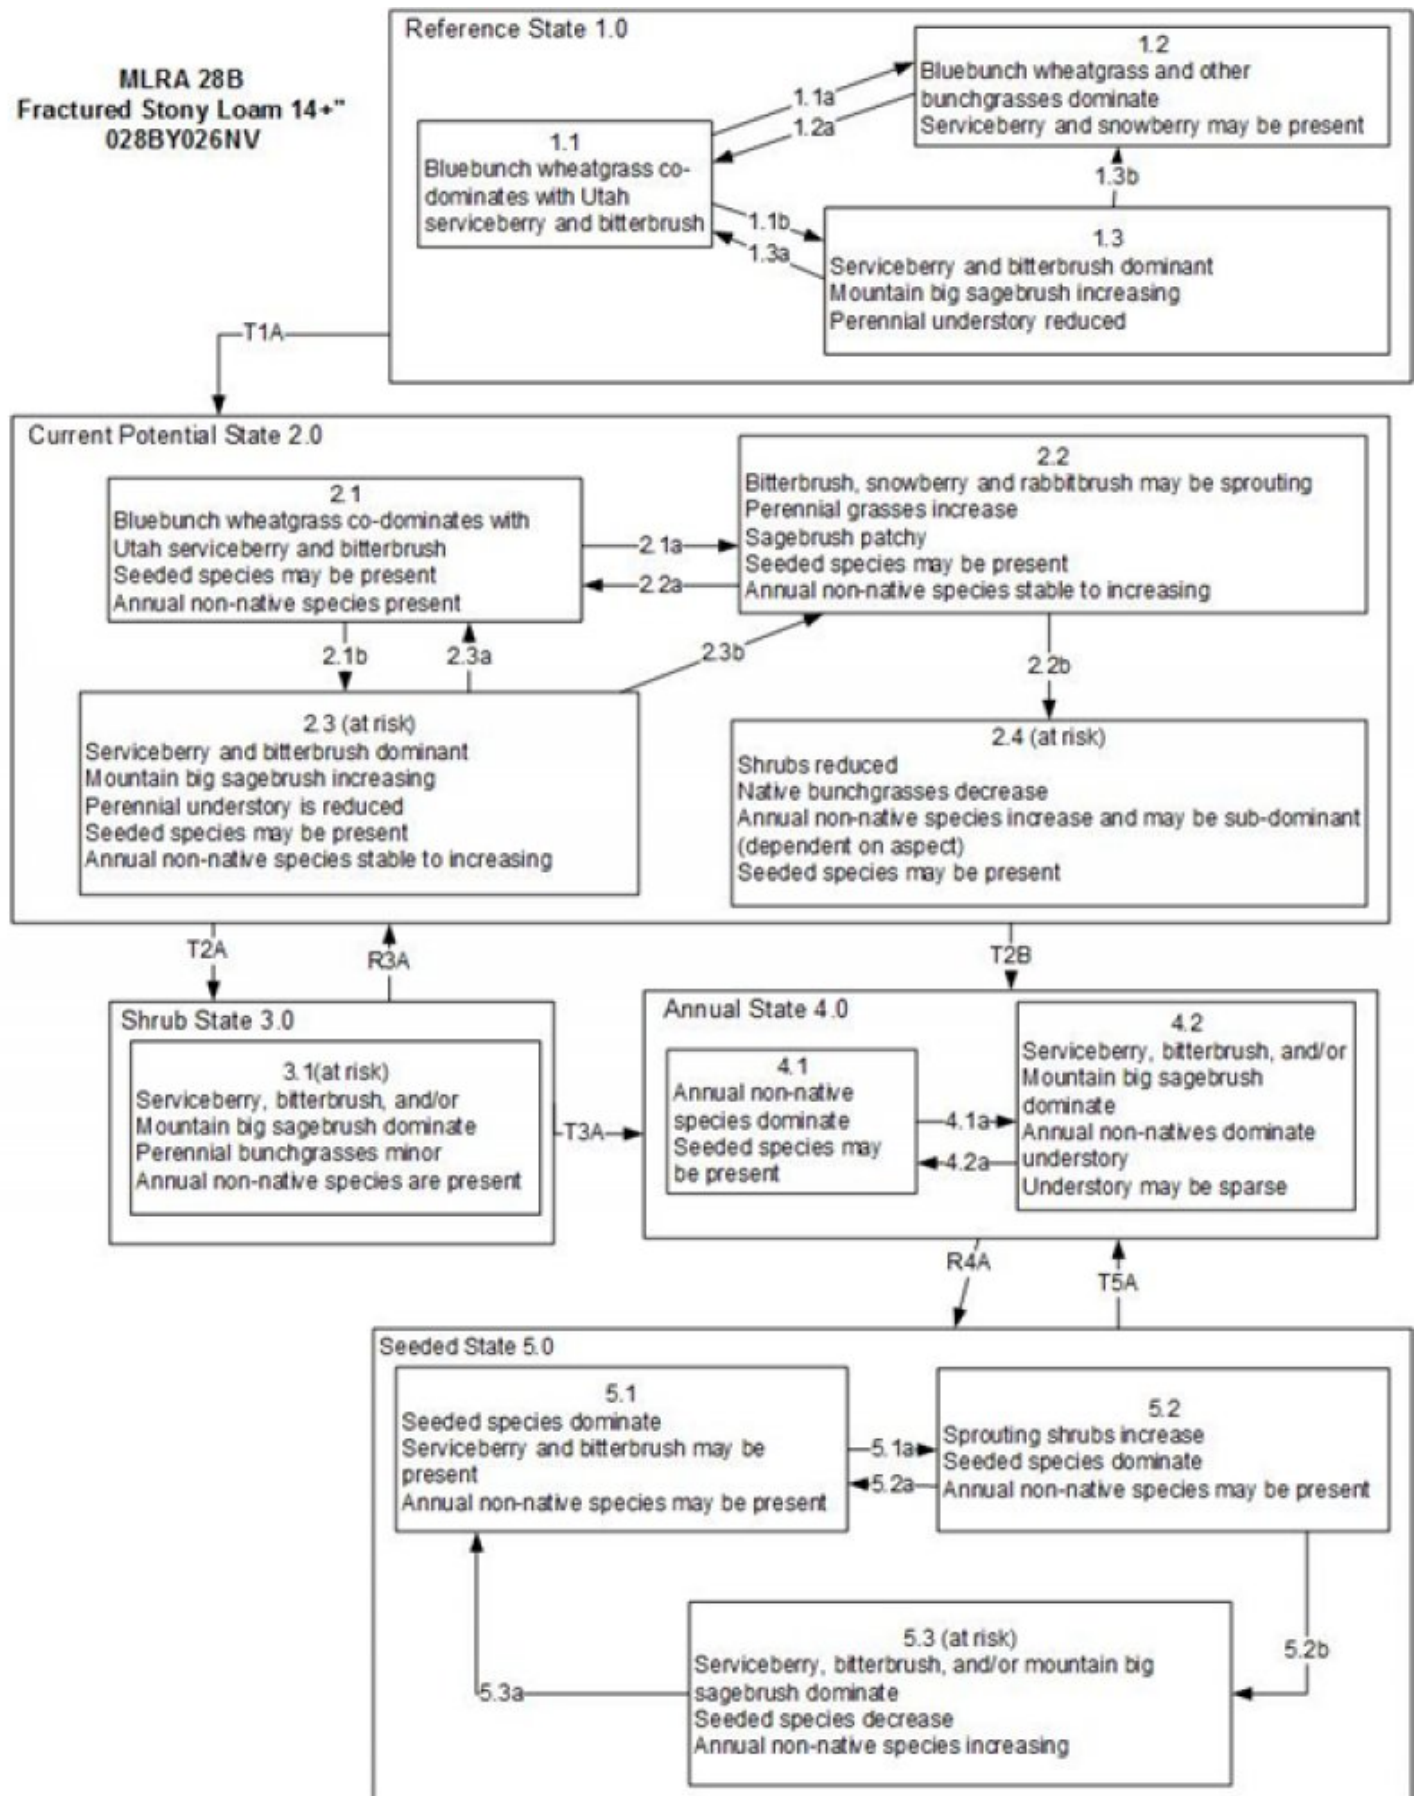 MLRA 28B
Fractured Stony Loam 14+"
028BY026NV
Reference State 1.0
1.1
Bluebunch wheatgrass co-
dominates with Utah
serviceberry and bitterbrush
1.1a
1.2a
1.2
Bluebunch wheatgrass and other
bunchgrasses dominate
Serviceberry and snowberry may be present
1.3b
1.1b
1.3a
1.3
Serviceberry and bitterbrush dominant
Mountain big sagebrush increasing
Perennial understory reduced
T1A
Current Potential State 2.0
2.1
Bluebunch wheatgrass co-dominates with
Utah serviceberry and bitterbrush
Seeded species may be present
Annual non-native species present
2.1a
2.2a
2.2
Bitterbrush, snowberry and rabbitbrush may be sprouting
Perennial grasses increase
Sagebrush patchy
Seeded species may be present
Annual non-native species stable to increasing
2.1b
2.3a
2.3b
2.2b
2.3 (at risk)
Serviceberry and bitterbrush dominant
Mountain big sagebrush increasing
Perennial understory is reduced
Seeded species may be present
Annual non-native species stable to increasing
2.4 (at risk)
Shrubs reduced
Native bunchgrasses decrease
Annual non-native species increase and may be sub-dominant
(dependent on aspect)
Seeded species may be present
T2A
R3A
T2B
Shrub State 3.0
3.1(at risk)
Serviceberry, bitterbrush, and/or
Mountain big sagebrush dominate
Perennial bunchgrasses minor
Annual non-native species are present
T3A
Annual State 4.0
4.1
Annual non-native
species dominate
Seeded species may
be present
4.1a
4.2a
4.2
Serviceberry, bitterbrush, and/or
Mountain big sagebrush
dominate
Annual non-natives dominate
understory
Understory may be sparse
R4A
T5A
Seeded State 5.0
5.1
Seeded species dominate
Serviceberry and bitterbrush may be
present
Annual non-native species may be present
5.1a
5.2a
5.2
Sprouting shrubs increase
Seeded species dominate
Annual non-native species may be present
5.3a
5.2b
5.3 (at risk)
Serviceberry, bitterbrush, and/or mountain big
sagebrush dominate
Seeded species decrease
Annual non-native species increasing